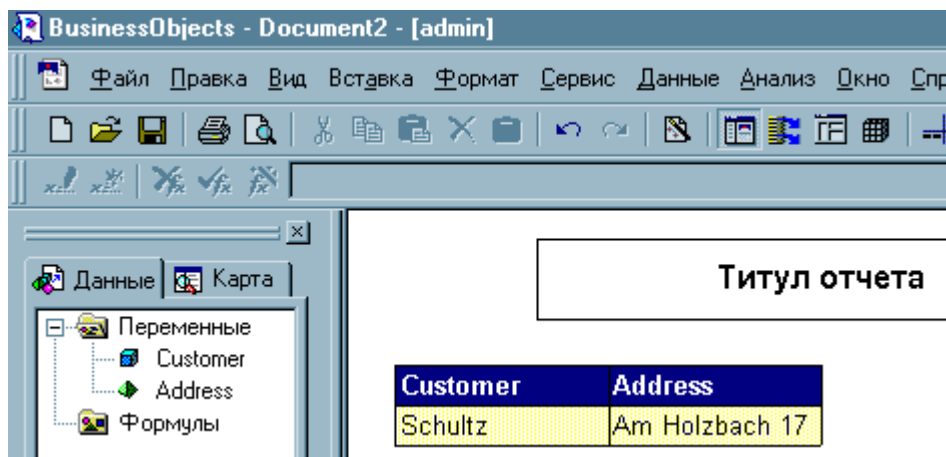 BusinessObjects - Document2 - [admin]
Файл Правка Вид Вставка Формат Сервис Данные Анализ Окно Спр
Данные Карта
Переменные
Customer
Address
Формулы
Титул отчета
Customer Address
Schultz Am Holzbach 17